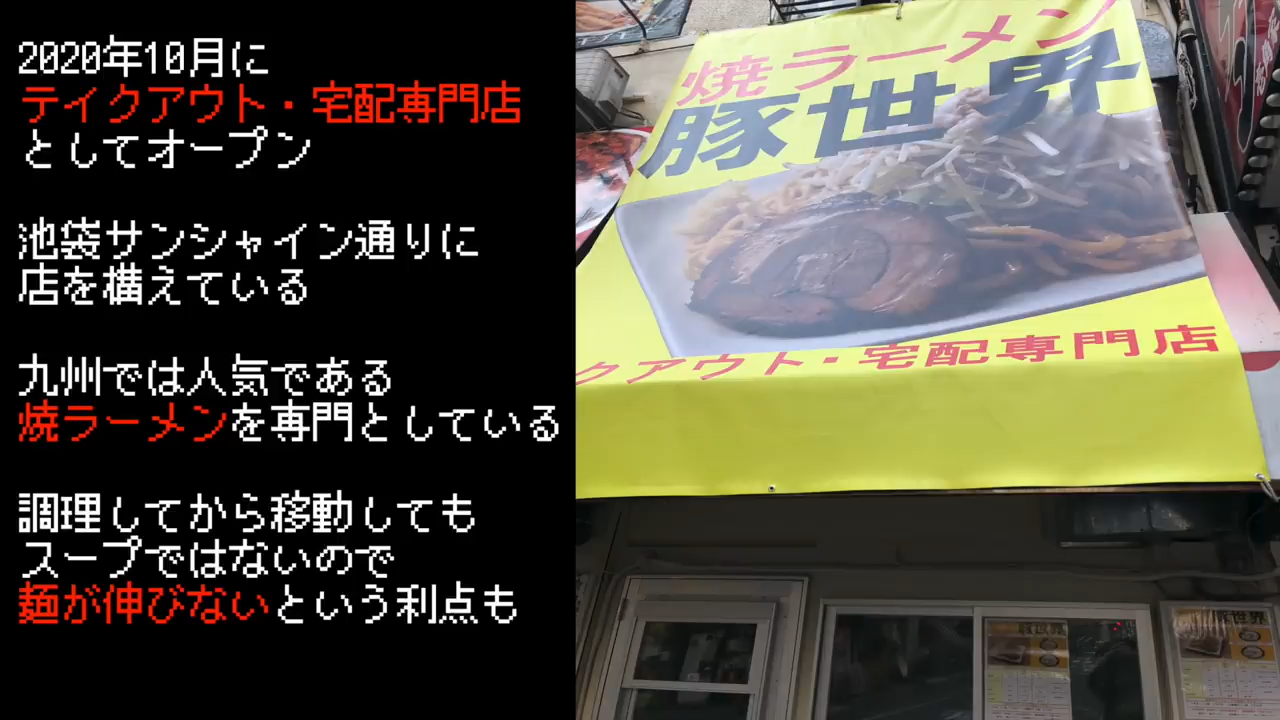 2020年10月に
テイクアウト・宅配専門店
としてオープン
池袋サンシャイン通りに
店を構えている
九州では人気である
焼ラーメンを専門としている
調理してから移動しても
スープではないので
麺が伸びないという利点も
焼ラーメン
豚世界
クアウト・宅配専門店
豚世界
豚世界